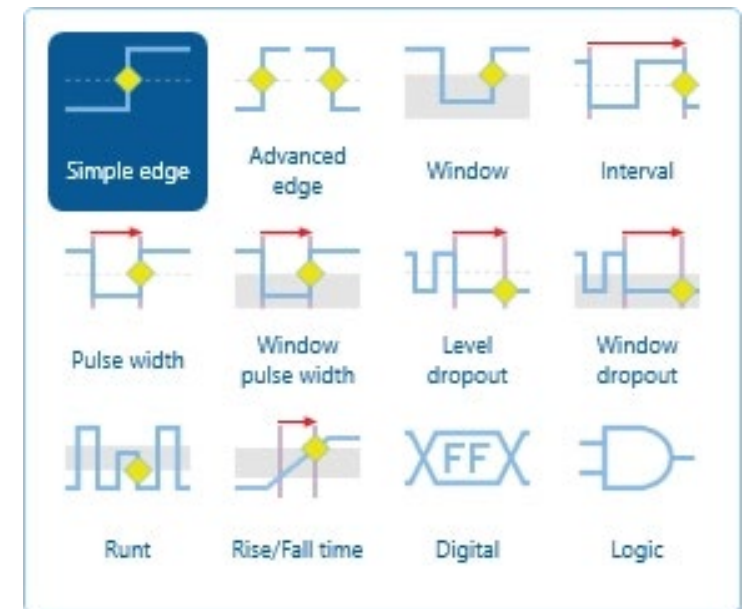 Simple edge
Advanced
edge
Window
Interval
Pulse width
Window
pulse width
Level
dropout
Window
dropout
Runt
Rise/Fall time
FF
Digital
Logic